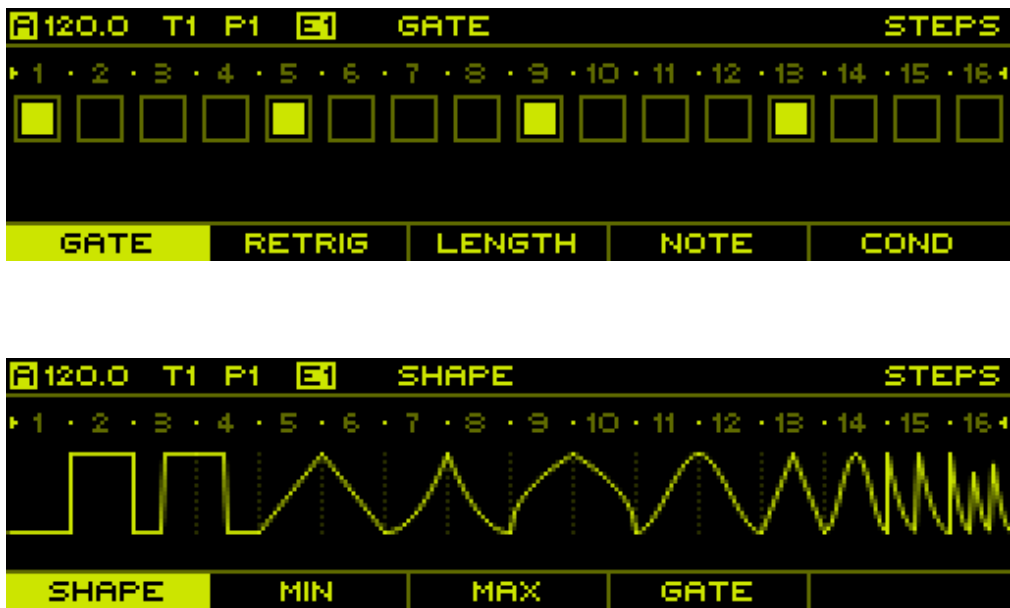 A 120.0 T1 P1 E1 GATE STEPS
1 · 2 · 3 · 4 · 5 · 6 · 7 · 8 · 9 · 10 · 11 · 12 · 13 · 14 · 15 · 16
GATE RETRIG LENGTH NOTE COND
A 120.0 T1 P1 E1 SHAPE STEPS
1 · 2 · 3 · 4 · 5 · 6 · 7 · 8 · 9 · 10 · 11 · 12 · 13 · 14 · 15 · 16
SHAPE MIN MAX GATE